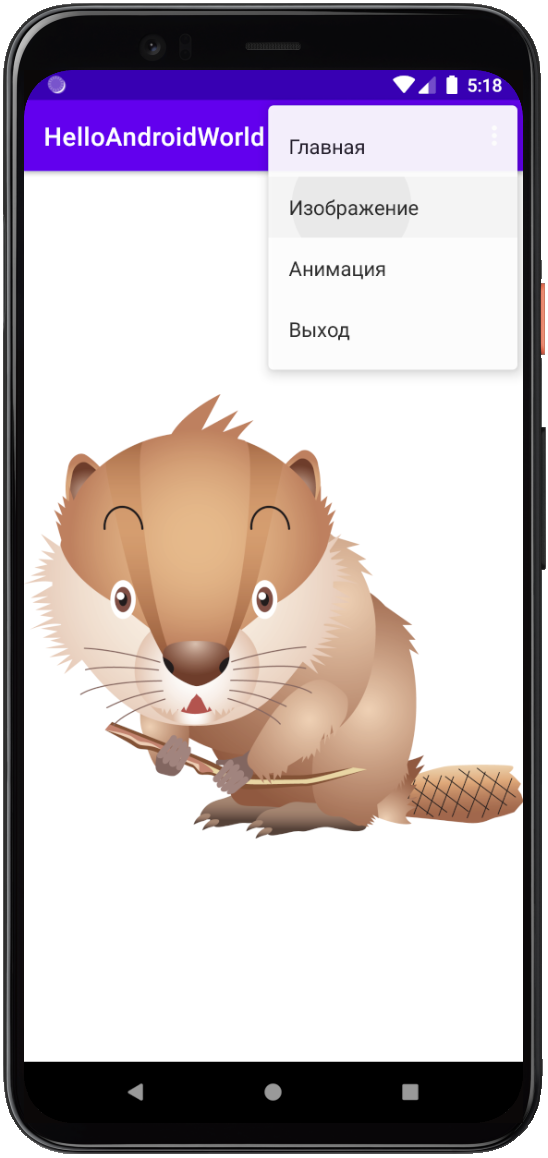 5:18
HelloAndroidWorld
Главная
Изображение
Анимация
Выход